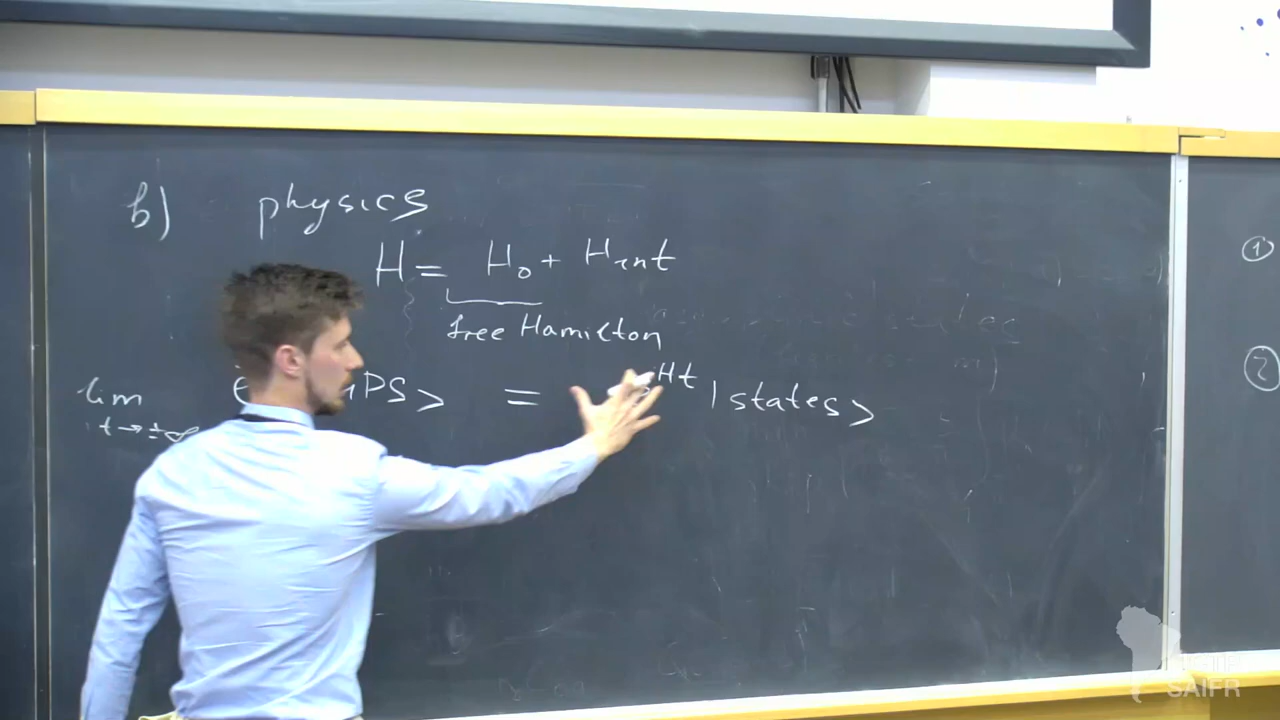 b) physics
H = H₀ + Hint
free Hamilton
lim PS> = Ht |states>
t→±∞
①
②
SAIFR